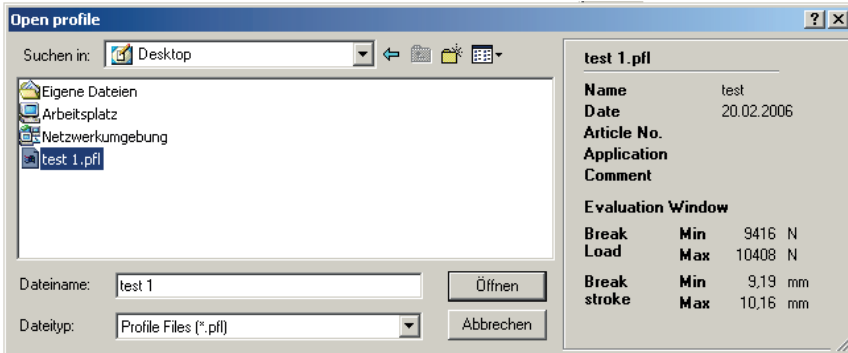 Open profile
Suchen in: Desktop
Eigene Dateien
Arbeitsplatz
Netzwerkumgebung
test 1.pfl
Dateiname: test 1 Öffnen
Dateityp: Profile Files (*.pfl) Abbrechen
test 1.pfl
Name test
Date 20.02.2006
Article No.
Application
Comment
Evaluation Window
Break Min 9416 N
Load Max 10408 N
Break Min 9,19 mm
stroke Max 10,16 mm